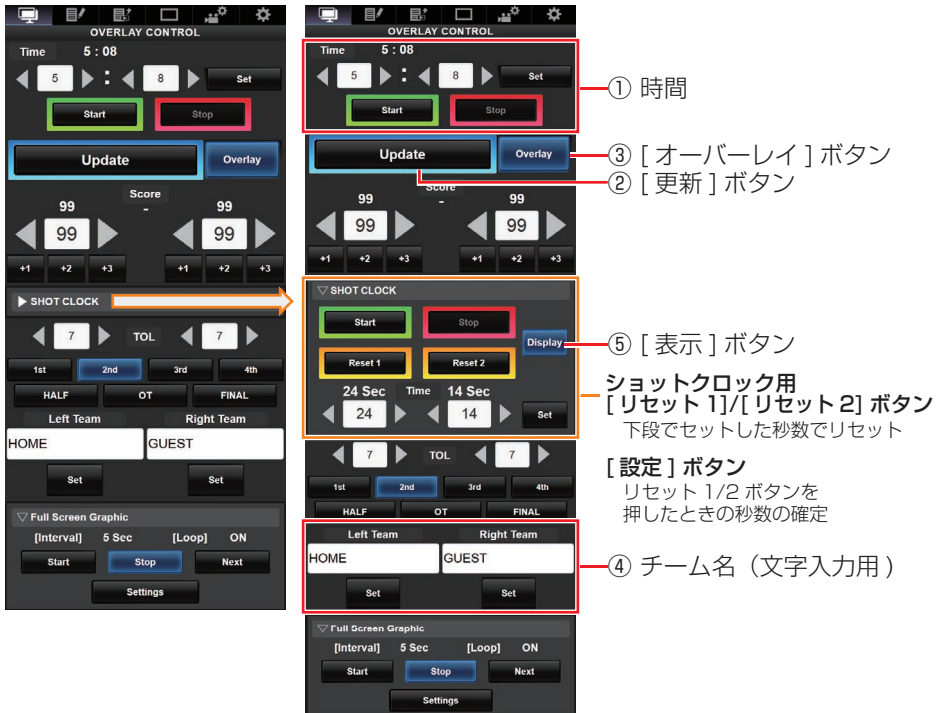 OVERLAY CONTROL
Time 5 : 08
5 : 8 Set
Start Stop
Update Overlay
Score
99 - 99
99 99
+1 +2 +3 +1 +2 +3
▶ SHOT CLOCK
7 TOL 7
1st 2nd 3rd 4th
HALF OT FINAL
Left Team Right Team
HOME GUEST
Set Set
▽ Full Screen Graphic
[Interval] 5 Sec [Loop] ON
Start Stop Next
Settings
OVERLAY CONTROL
Time 5 : 08
5 : 8 Set
Start Stop
Update Overlay
Score
99 - 99
99 99
+1 +2 +3 +1 +2 +3
▽ SHOT CLOCK
Start Stop
Display
Reset 1 Reset 2
24 Sec Time 14 Sec
24 14 Set
7 TOL 7
1st 2nd 3rd 4th
HALF OT FINAL
Left Team Right Team
HOME GUEST
Set Set
▽ Full Screen Graphic
[Interval] 5 Sec [Loop] ON
Start Stop Next
Settings
① 時間
③ [ オーバーレイ ] ボタン
② [ 更新 ] ボタン
⑤ [ 表示 ] ボタン
ショットクロック用
[ リセット 1]/[ リセット 2] ボタン
下段でセットした秒数でリセット
[ 設定 ] ボタン
リセット 1/2 ボタンを
押したときの秒数の確定
④ チーム名（文字入力用 )